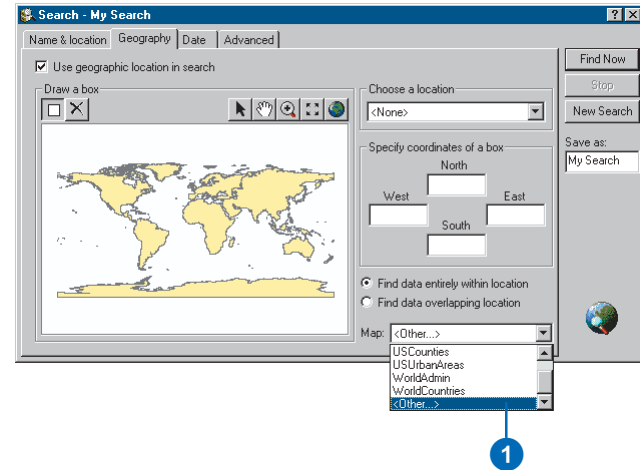 Search - My Search
Name & location
Geography
Date
Advanced
Use geographic location in search
Draw a box
Choose a location
<None>
Specify coordinates of a box
North
West
East
South
Find data entirely within location
Find data overlapping location
Map: <Other...>
USCounties
USUrbanAreas
WorldAdmin
WorldCountries
<Other...>
Find Now
Stop
New Search
Save as:
My Search
1